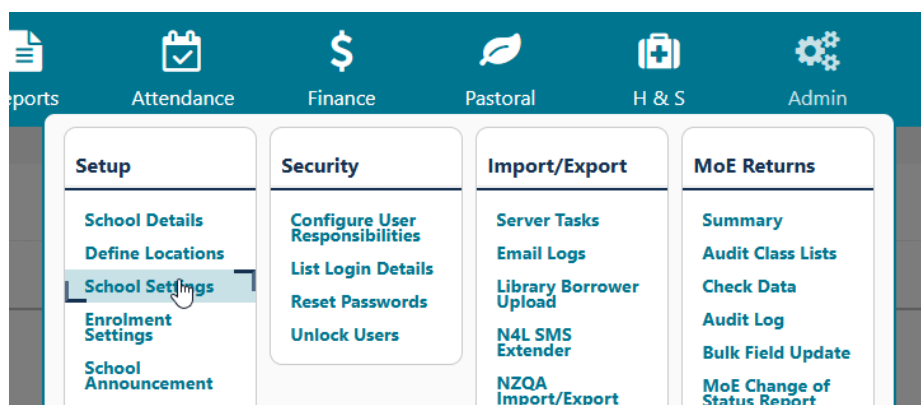 eports
Attendance
Finance
Pastoral
H & S
Admin
Setup
School Details
Define Locations
School Settings
Enrolment
Settings
School
Announcement
Security
Configure User
Responsibilities
List Login Details
Reset Passwords
Unlock Users
Import/Export
Server Tasks
Email Logs
Library Borrower
Upload
N4L SMS
Extender
NZQA
Import/Export
MoE Returns
Summary
Audit Class Lists
Check Data
Audit Log
Bulk Field Update
MoE Change of
Status Report